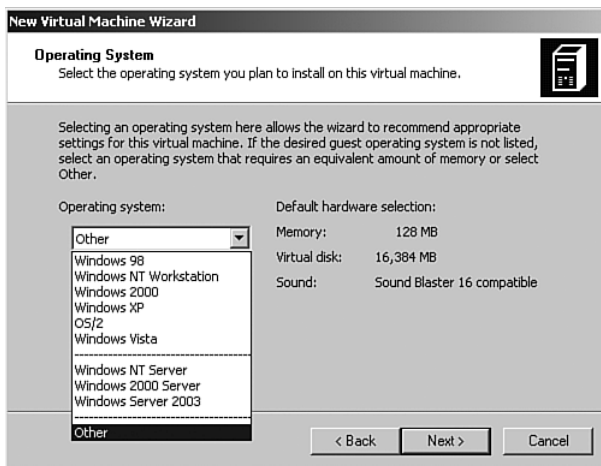 New Virtual Machine Wizard
Operating System
Select the operating system you plan to install on this virtual machine.
Selecting an operating system here allows the wizard to recommend appropriate
settings for this virtual machine. If the desired guest operating system is not listed,
select an operating system that requires an equivalent amount of memory or select
Other.
Operating system:
Other
Windows 98
Windows NT Workstation
Windows 2000
Windows XP
OS/2
Windows Vista
Windows NT Server
Windows 2000 Server
Windows Server 2003
Other
Default hardware selection:
Memory: 128 MB
Virtual disk: 16,384 MB
Sound: Sound Blaster 16 compatible
< Back
Next >
Cancel